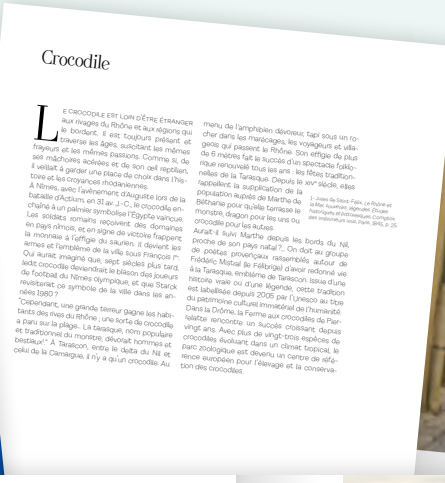 Crocodile
LE CROCODILE EST LOIN D'ÊTRE ÉTRANGER
aux rivages du Rhône et aux régions qui
le bordent. Il est toujours présent et
traverse les âges, suscitant les mêmes
frayeurs et les mêmes passions. Comme si, de
ses mâchoires acérées et de son œil reptilien,
il veillait à garder une place de choix dans l'his-
toire et les croyances rhodaniennes.
À Nîmes, avec l'avènement d'Auguste lors de la
bataille d'Actium, en 31 av. J.-C., le crocodile en-
chaîné à un palmier symbolise l'Égypte vaincue.
Les soldats romains reçoivent des domaines
en pays nîmois, et en signe de victoire frappent
la monnaie à l'effigie du saurien. Il devient les
armes et l'emblème de la ville sous François Iᵉʳ.
Qui aurait imaginé que, sept siècles plus tard,
ledit crocodile deviendrait le blason des joueurs
de football du Nîmes Olympique, et que Starck
revisiterait ce symbole de la ville dans les an-
nées 1980 ?
"Cependant, une grande terreur gagne les habi-
tants des rives du Rhône ; une sorte de crocodile
a paru sur la plage... La tarasque, nom populaire
et traditionnel du monstre, dévorait hommes et
bestiaux¹." À Tarascon, entre le delta du Nil et
celui de la Camargue, il n'y a qu'un crocodile. Au
menu de l'amphibien dévoreur, tapi sous un ro-
cher dans les marécages, les voyageurs et villa-
geois qui passent le Rhône. Son effigie de plus
de 6 mètres fait le succès d'un spectacle folklo-
rique renouvelé tous les ans : les fêtes tradition-
nelles de la Tarasque. Depuis le XIVᵉ siècle, elles
rappellent la supplication de la
population auprès de Marthe de
Béthanie pour qu'elle terrasse le
monstre, dragon pour les uns ou
crocodile pour les autres.
Aurait-il suivi Marthe depuis les bords du Nil,
proche de son pays natal ?... On doit au groupe
de poètes provençaux rassemblés autour de
Frédéric Mistral (le Félibrige) d'avoir redonné vie
à la Tarasque, emblème de Tarascon. Issue d'une
histoire vraie ou d'une légende, cette tradition
est labellisée depuis 2005 par l'Unesco au titre
du patrimoine culturel immatériel de l'humanité.
Dans la Drôme, la Ferme aux crocodiles de Pier-
relatte rencontre un succès croissant, depuis
vingt ans. Avec plus de vingt-trois espèces de
crocodiles évoluant dans un climat tropical, le
parc zoologique est devenu un centre de réfé-
rence européen pour l'élevage et la conserva-
tion des crocodiles.
1- Jules de Saint-Félix, Le Rhône et
la Mer, souvenirs, légendes, Études
historiques et pittoresques, Comptoirs
des imprimeurs unis, Paris, 1845, p. 25